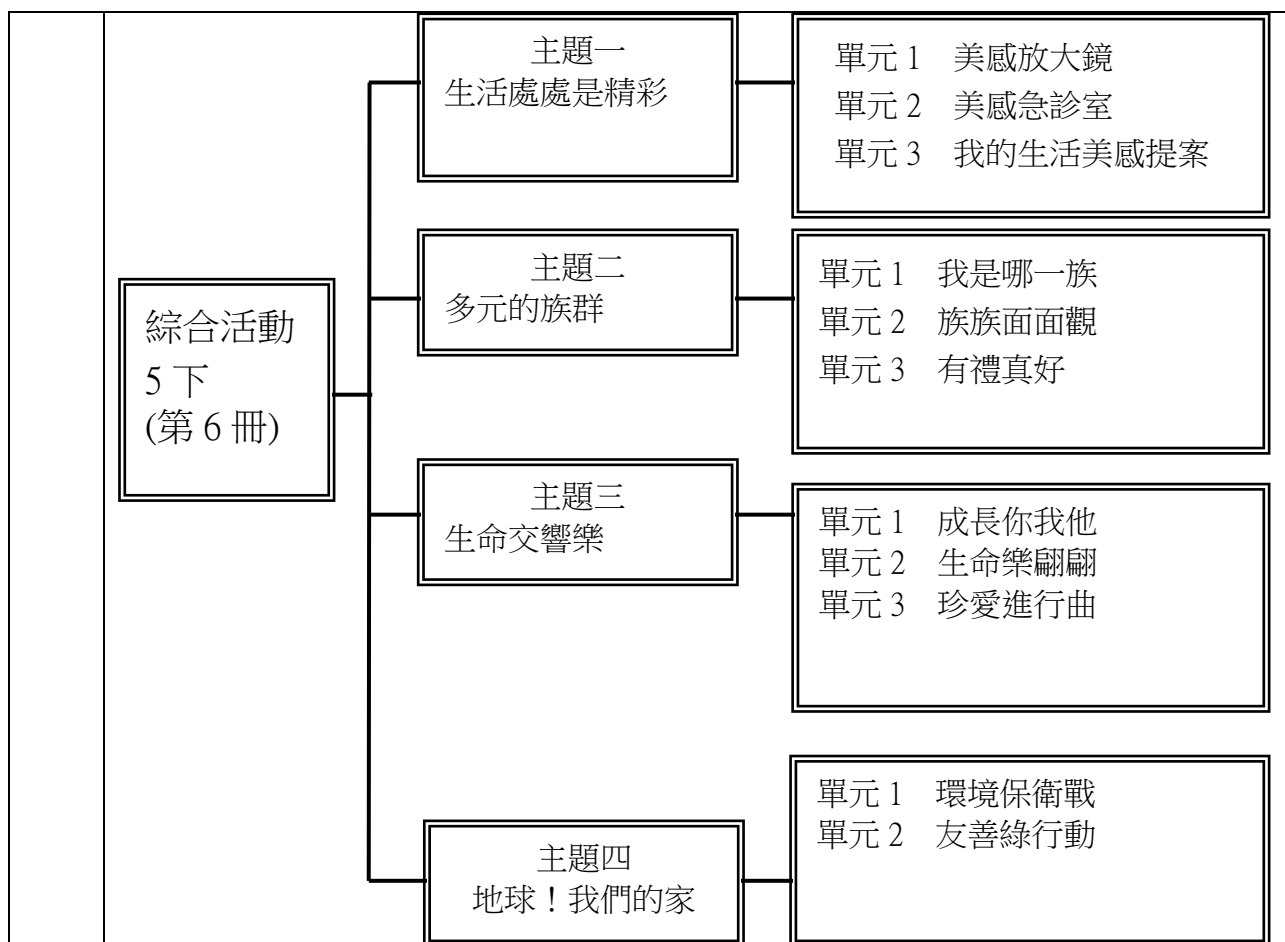 綜合活動
5 下
(第 6 冊)
主題一
生活處處是精彩
單元 1 美感放大鏡
單元 2 美感急診室
單元 3 我的生活美感提案
主題二
多元的族群
單元 1 我是哪一族
單元 2 族族面面觀
單元 3 有禮真好
主題三
生命交響樂
單元 1 成長你我他
單元 2 生命樂翩翩
單元 3 珍愛進行曲
主題四
地球！我們的家
單元 1 環境保衛戰
單元 2 友善綠行動